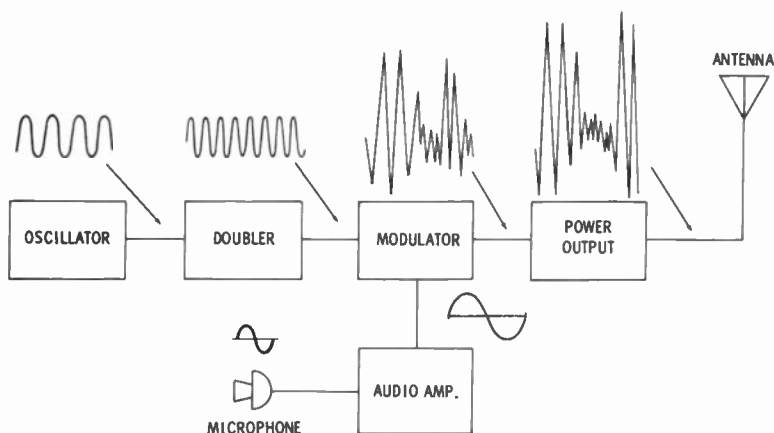 ANTENNA
OSCILLATOR
DOUBLER
MODULATOR
POWER
OUTPUT
AUDIO AMP.
MICROPHONE